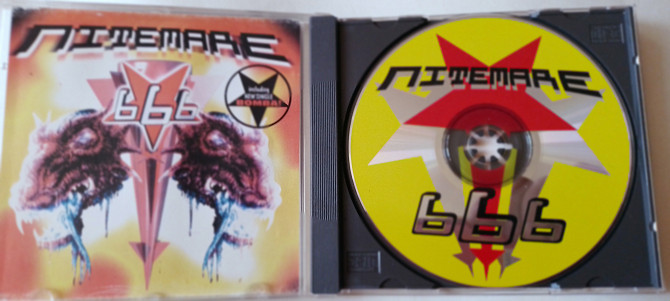 NITEMARE
666
including
NEW SINGLE
BOMBA!
NITEMARE
666